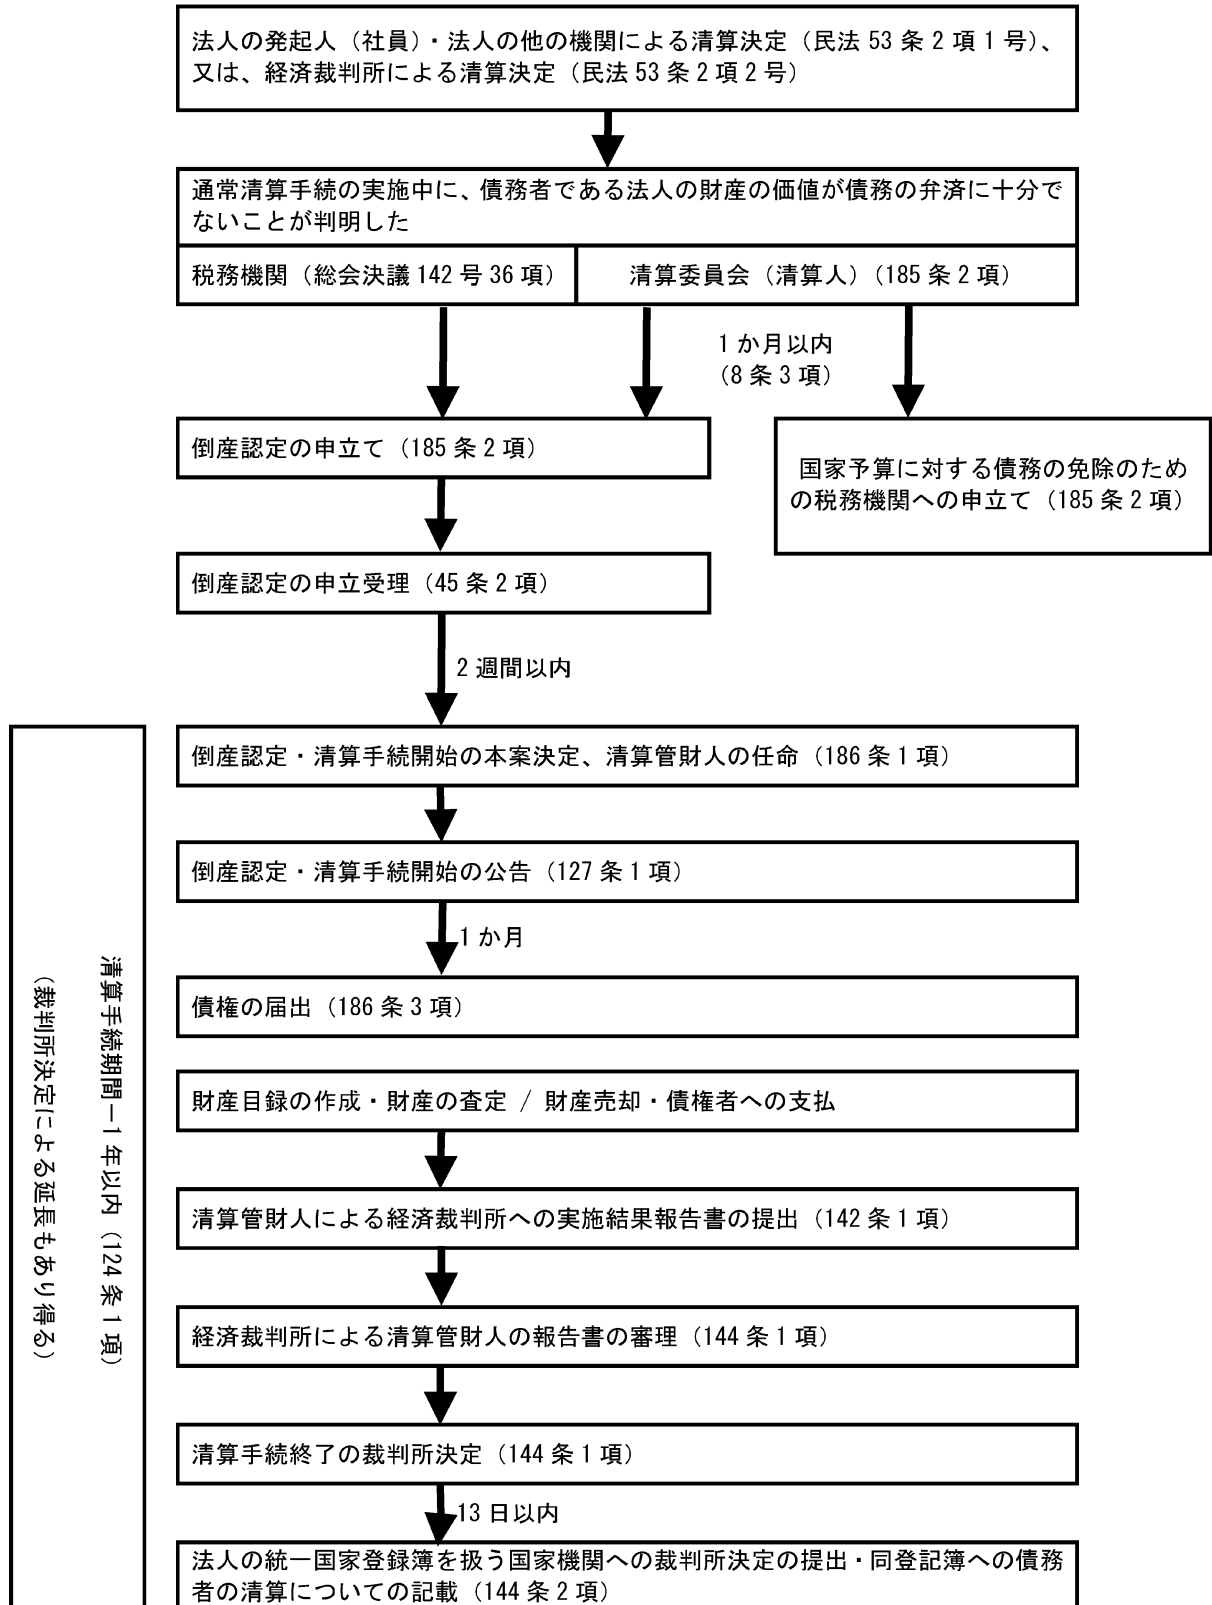 法人の発起人（社員）・法人の他の機関による清算決定（民法 53 条 2 項 1 号）、
又は、経済裁判所による清算決定（民法 53 条 2 項 2 号）
通常清算手続の実施中に、債務者である法人の財産の価値が債務の弁済に十分で
ないことが判明した
税務機関（総会決議 142 号 36 項）
清算委員会（清算人）（185 条 2 項）
1 か月以内
（8 条 3 項）
倒産認定の申立て（185 条 2 項）
国家予算に対する債務の免除のため
の税務機関への申立て（185 条 2 項）
倒産認定の申立受理（45 条 2 項）
2 週間以内
倒産認定・清算手続開始の本案決定、清算管財人の任命（186 条 1 項）
倒産認定・清算手続開始の公告（127 条 1 項）
1 か月
債権の届出（186 条 3 項）
財産目録の作成・財産の査定 / 財産売却・債権者への支払
清算管財人による経済裁判所への実施結果報告書の提出（142 条 1 項）
経済裁判所による清算管財人の報告書の審理（144 条 1 項）
清算手続終了の裁判所決定（144 条 1 項）
13 日以内
法人の統一国家登録簿を扱う国家機関への裁判所決定の提出・同登記簿への債務
者の清算についての記載（144 条 2 項）
清算手続期間－1 年以内（124 条 1 項）
（裁判所決定による延長もあり得る）